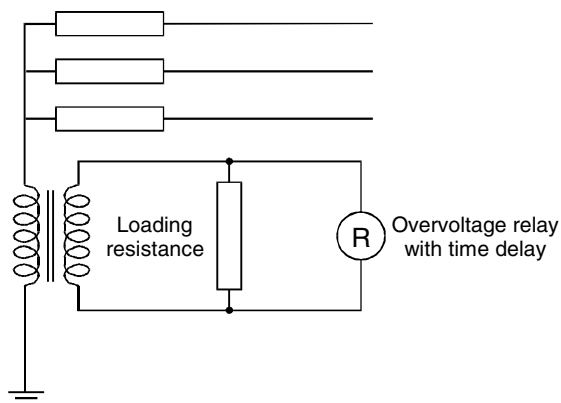 Loading
resistance
R
Overvoltage relay
with time delay